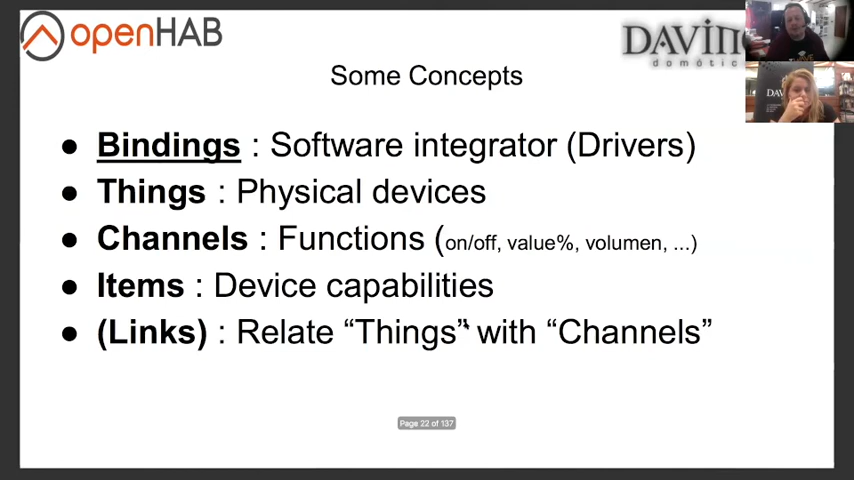 openHAB
DAVIN
domótic
Some Concepts
● Bindings : Software integrator (Drivers)
● Things : Physical devices
● Channels : Functions (on/off, value%, volumen, ...)
● Items : Device capabilities
● (Links) : Relate “Things” with “Channels”
Page 22 of 137